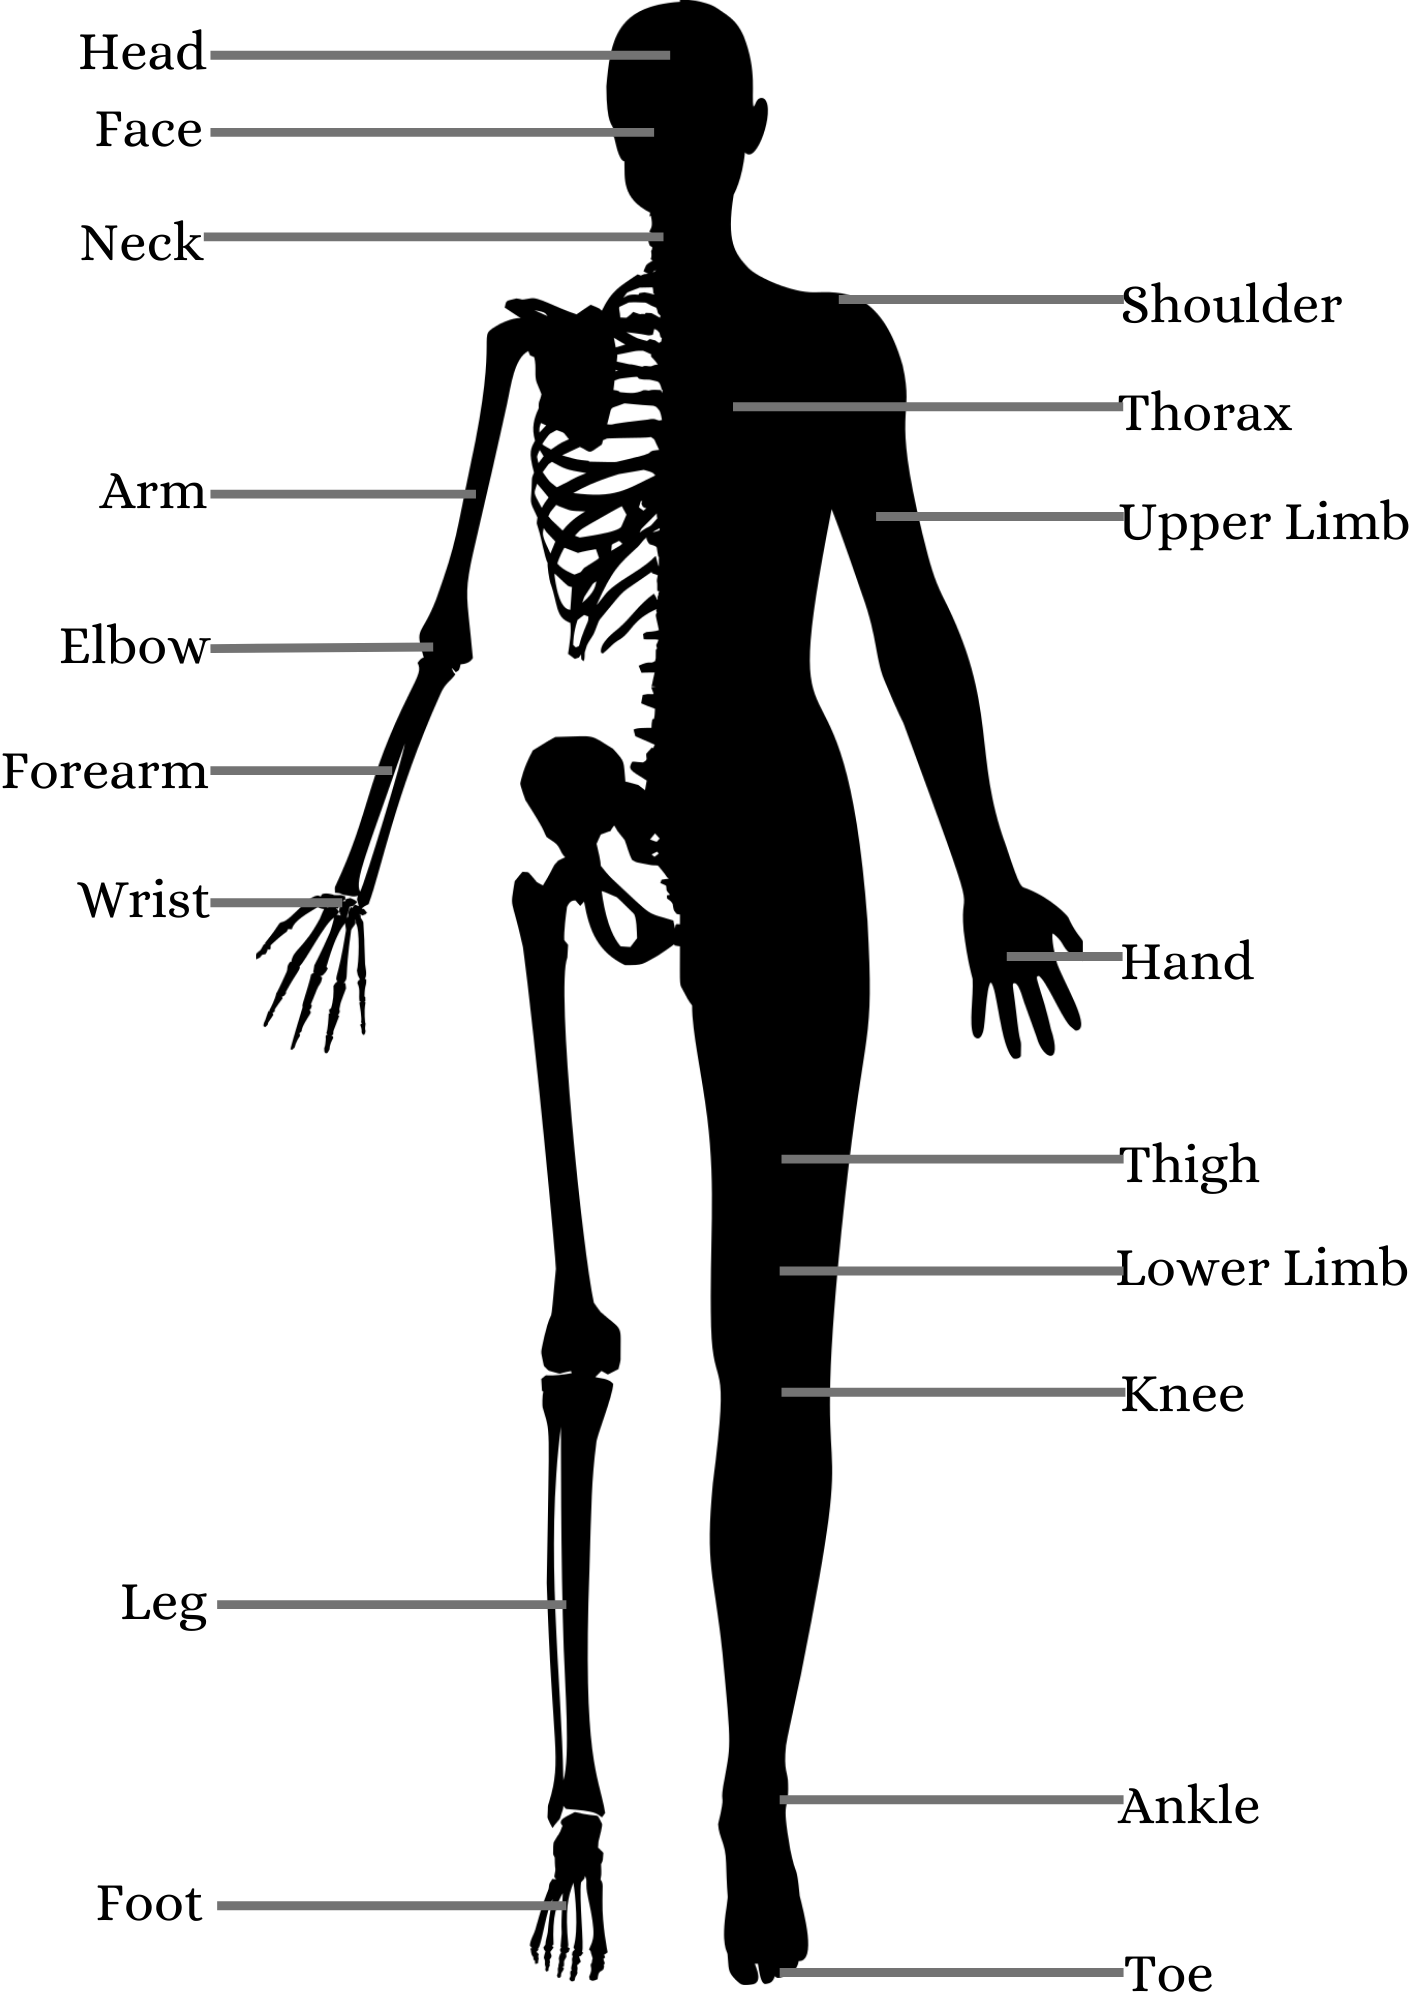 Head
Face
Neck
Shoulder
Thorax
Arm
Upper Limb
Elbow
Forearm
Wrist
Hand
Thigh
Lower Limb
Knee
Leg
Ankle
Foot
Toe